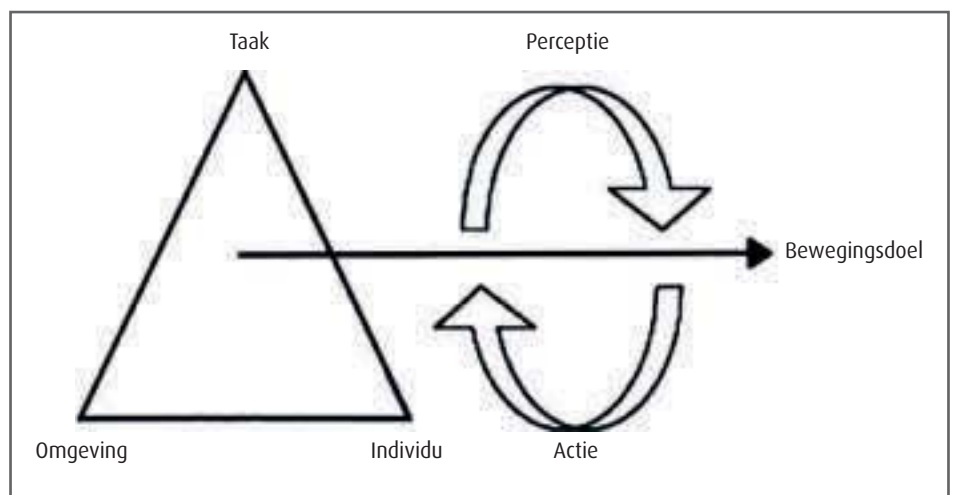 Taak
Perceptie
Bewegingsdoel
Omgeving
Individu
Actie